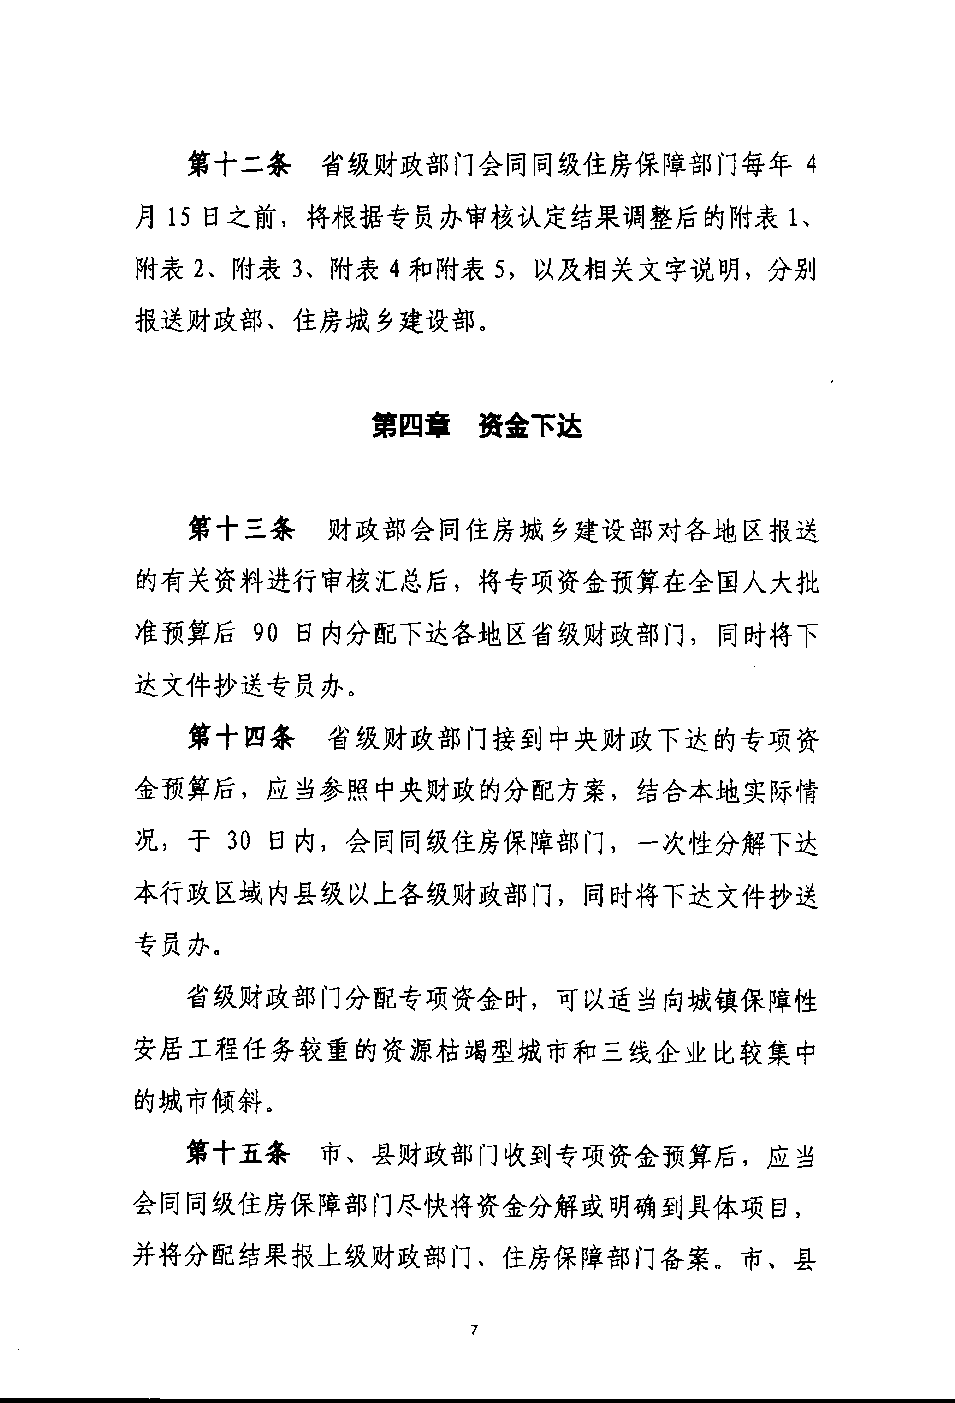 第十二条　省级财政部门会同同级住房保障部门每年 4
月 15 日之前，将根据专员办审核认定结果调整后的附表 1、
附表 2、附表 3、附表 4 和附表 5，以及相关文字说明，分别
报送财政部、住房城乡建设部。
第四章　资金下达
第十三条　财政部会同住房城乡建设部对各地区报送
的有关资料进行审核汇总后，将专项资金预算在全国人大批
准预算后 90 日内分配下达各地区省级财政部门，同时将下
达文件抄送专员办。
第十四条　省级财政部门接到中央财政下达的专项资
金预算后，应当参照中央财政的分配方案，结合本地实际情
况，于 30 日内，会同同级住房保障部门，一次性分解下达
本行政区域内县级以上各级财政部门，同时将下达文件抄送
专员办。
省级财政部门分配专项资金时，可以适当向城镇保障性
安居工程任务较重的资源枯竭型城市和三线企业比较集中
的城市倾斜。
第十五条　市、县财政部门收到专项资金预算后，应当
会同同级住房保障部门尽快将资金分解或明确到具体项目，
并将分配结果报上级财政部门、住房保障部门备案。市、县
7